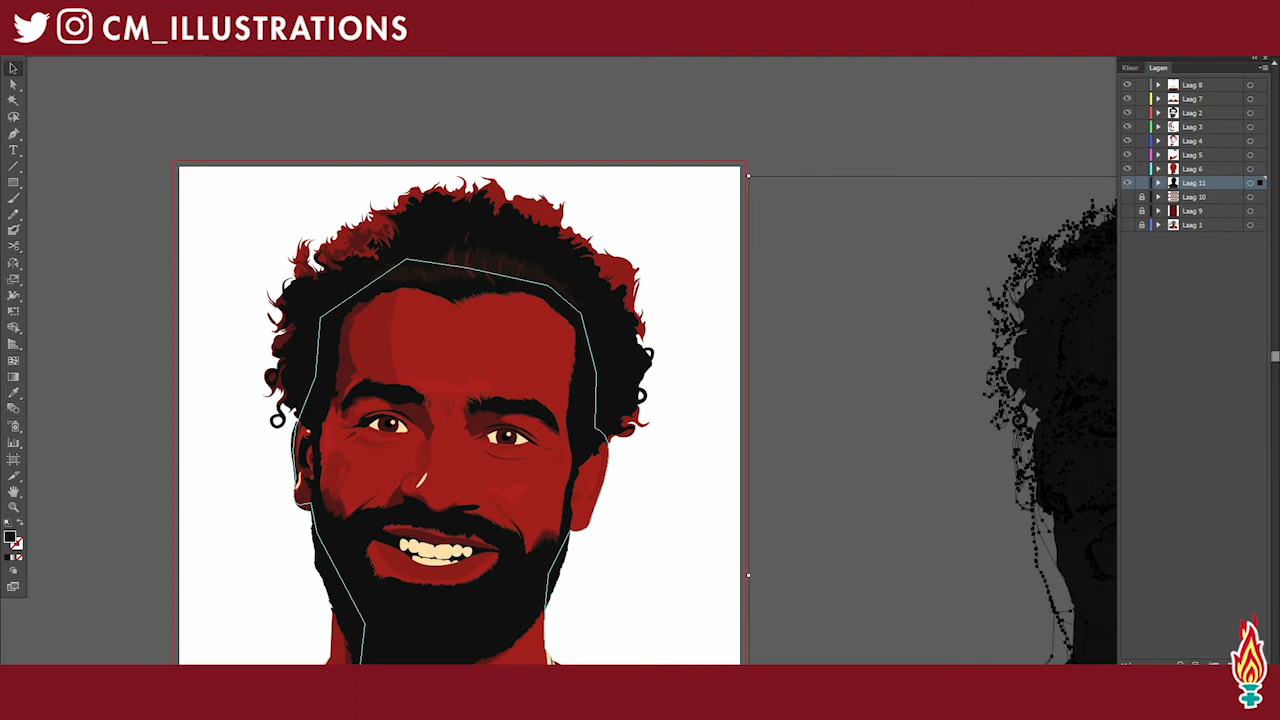 CM_ILLUSTRATIONS
Kleur Lagen
Laag 8
Laag 7
Laag 2
Laag 3
Laag 4
Laag 5
Laag 6
Laag 11
Laag 10
Laag 9
Laag 1